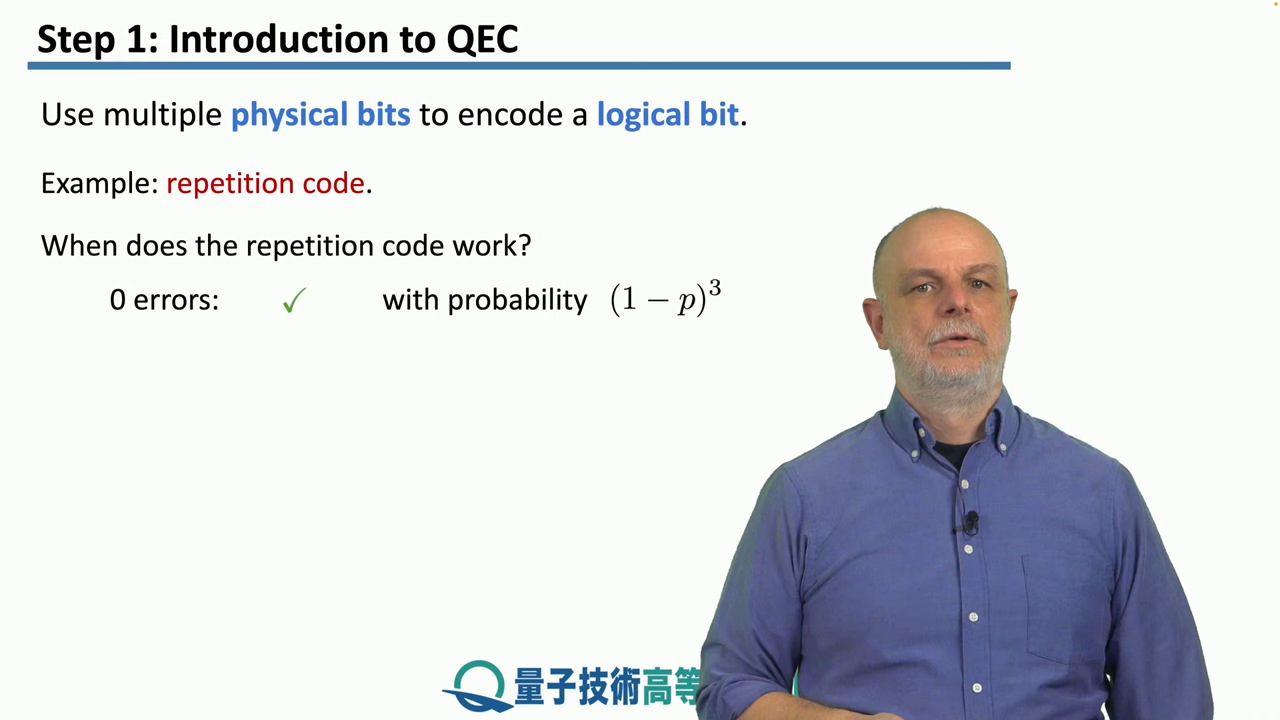 Step 1: Introduction to QEC
Use multiple physical bits to encode a logical bit.
Example: repetition code.
When does the repetition code work?
0 errors: ✓ with probability (1 − p)³
量子技術高等